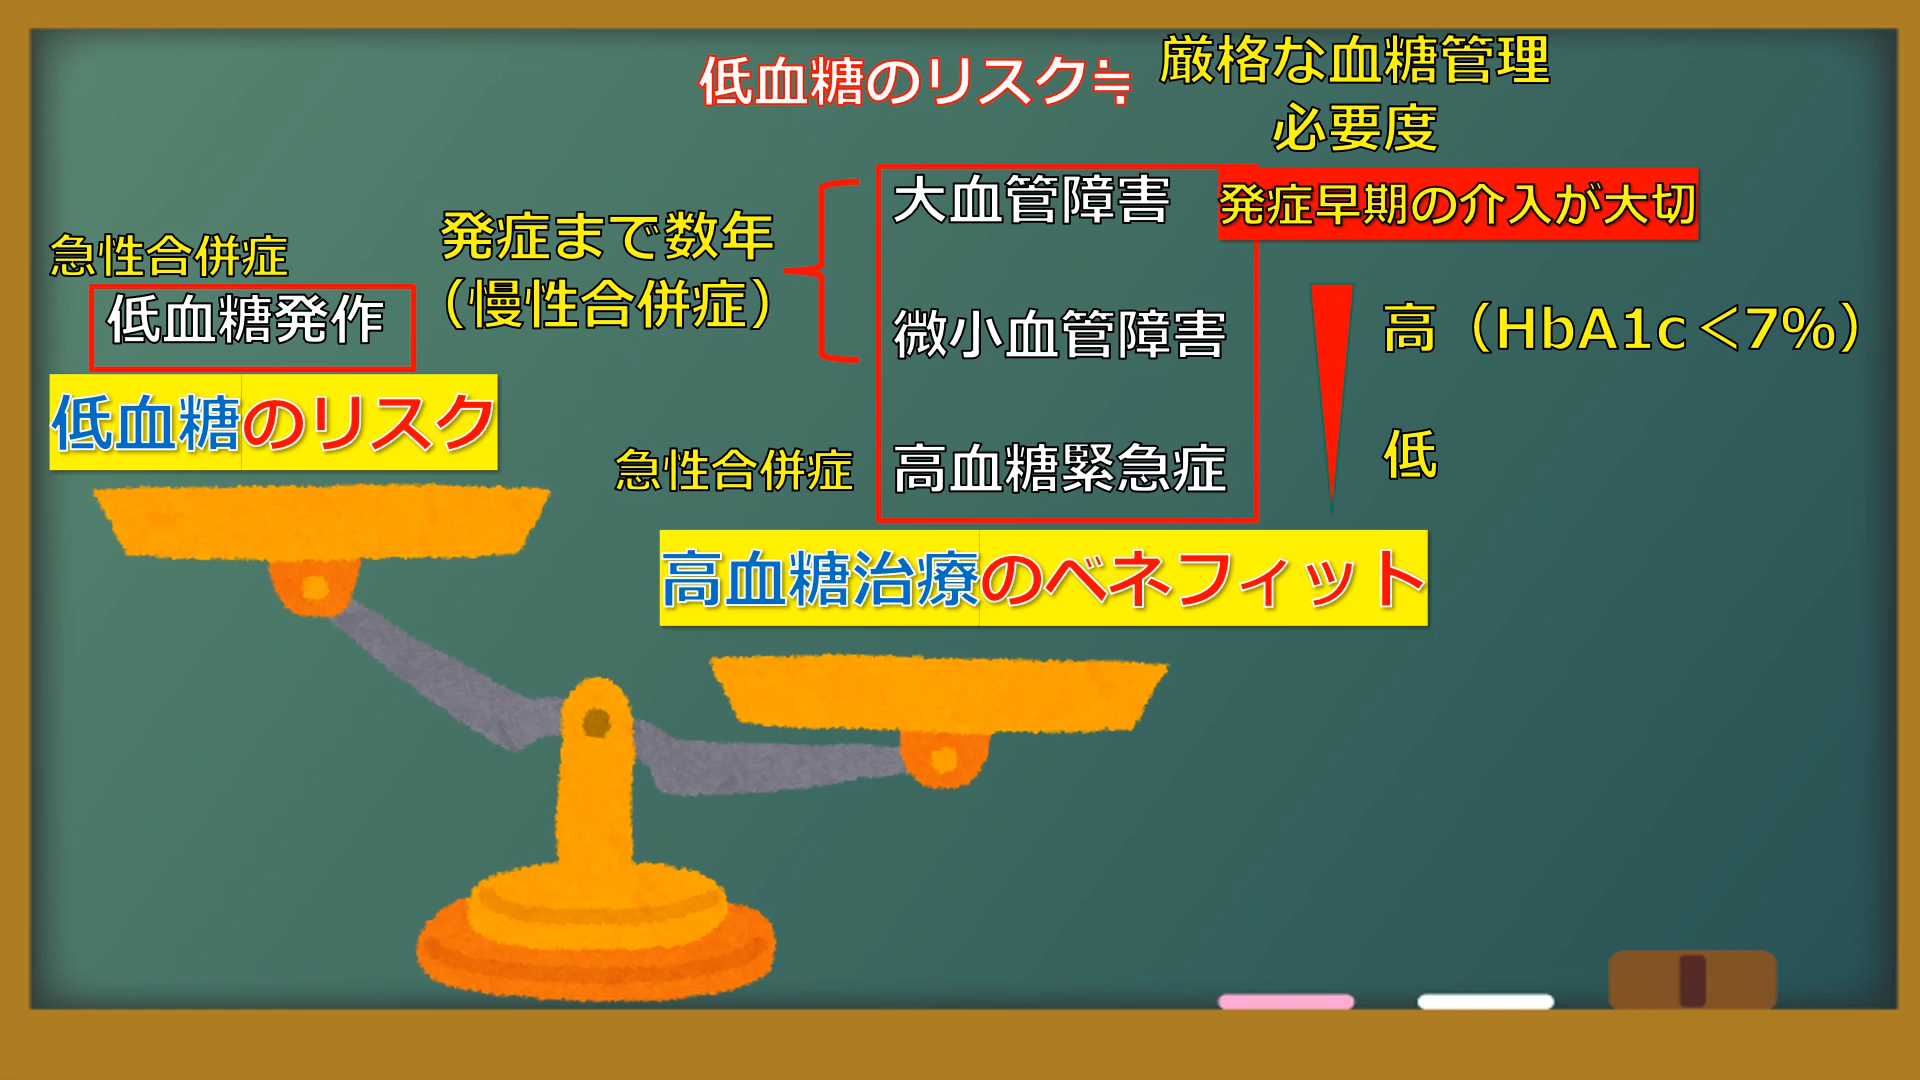 低血糖のリスク≒
厳格な血糖管理
必要度
大血管障害
発症早期の介入が大切
発症まで数年
(慢性合併症)
急性合併症
低血糖発作
微小血管障害
高(HbA1c<7%)
低血糖のリスク
急性合併症
高血糖緊急症
低
高血糖治療のベネフィット